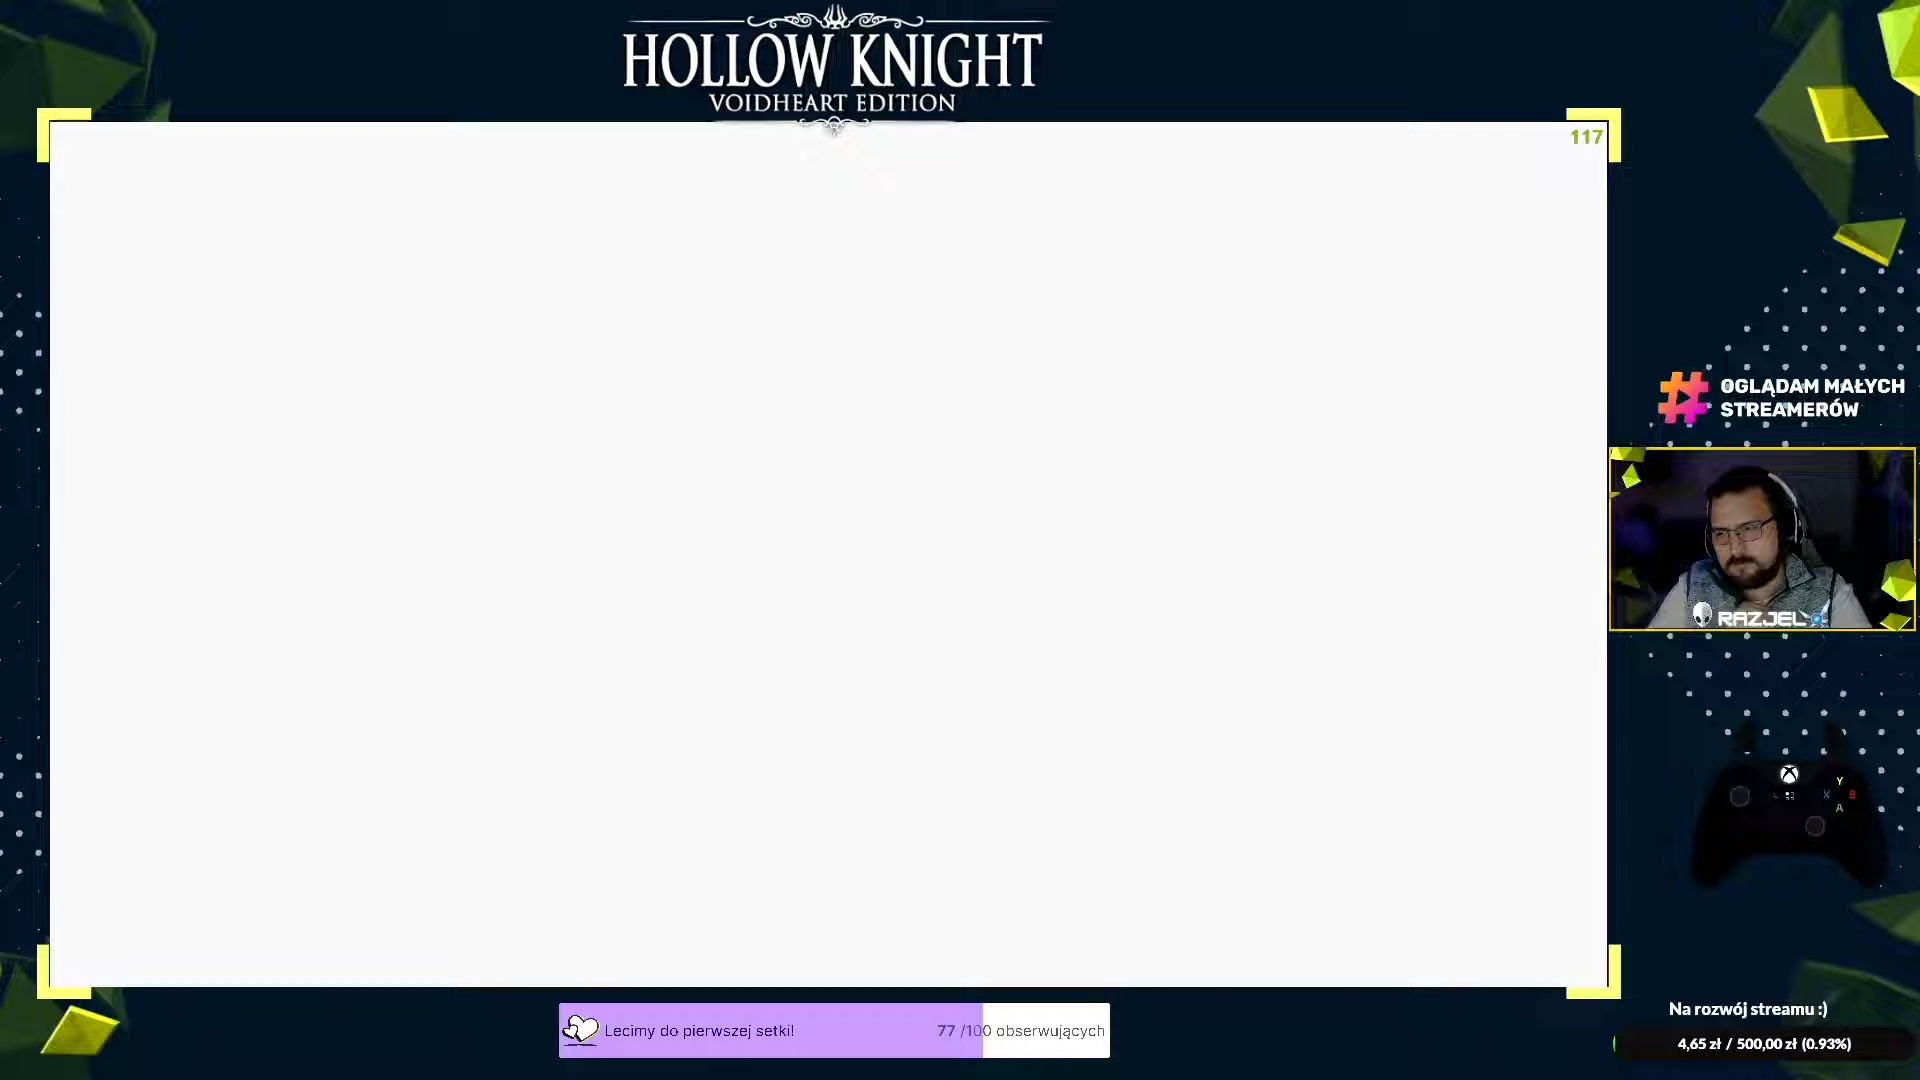 HOLLOW KNIGHT
VOIDHEART EDITION
117
OGLĄDAM MAŁYCH
STREAMERÓW
RAZJEL
Y
X B
A
Lecimy do pierwszej setki!
77 /100 obserwujących
Na rozwój streamu :)
4,65 zł / 500,00 zł (0.93%)